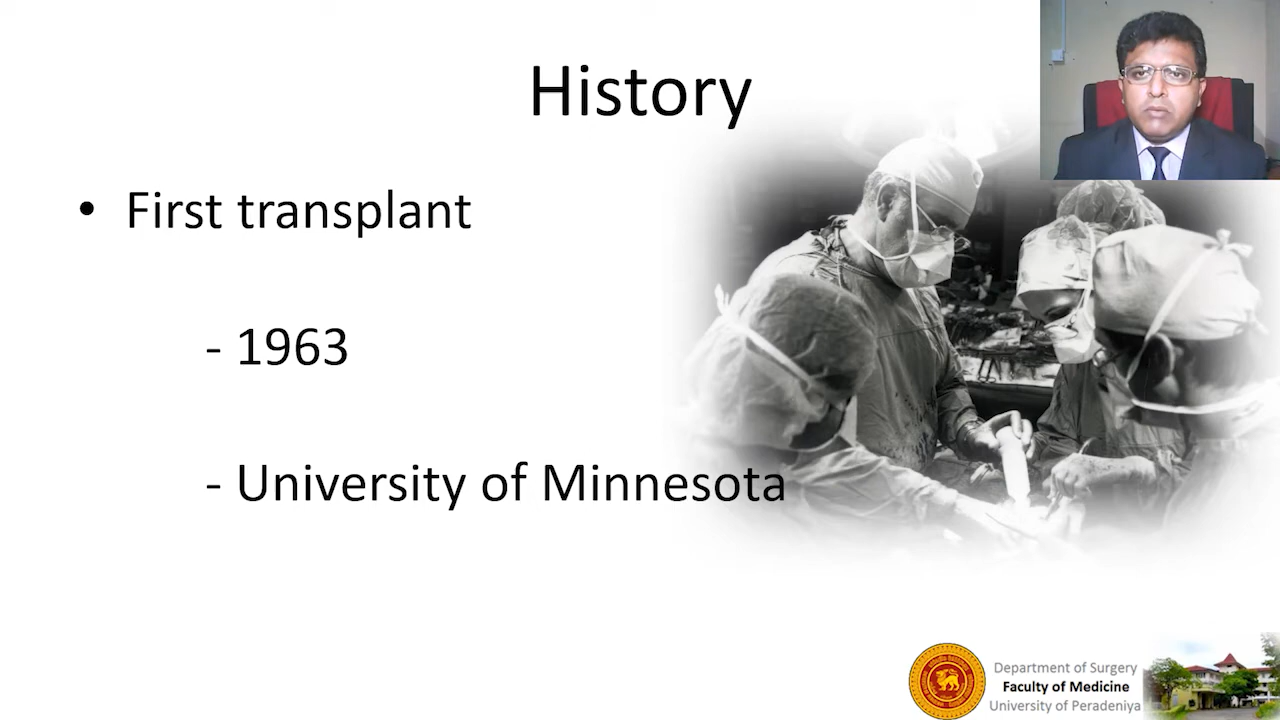 History
• First transplant
- 1963
- University of Minnesota
Department of Surgery
Faculty of Medicine
University of Peradeniya